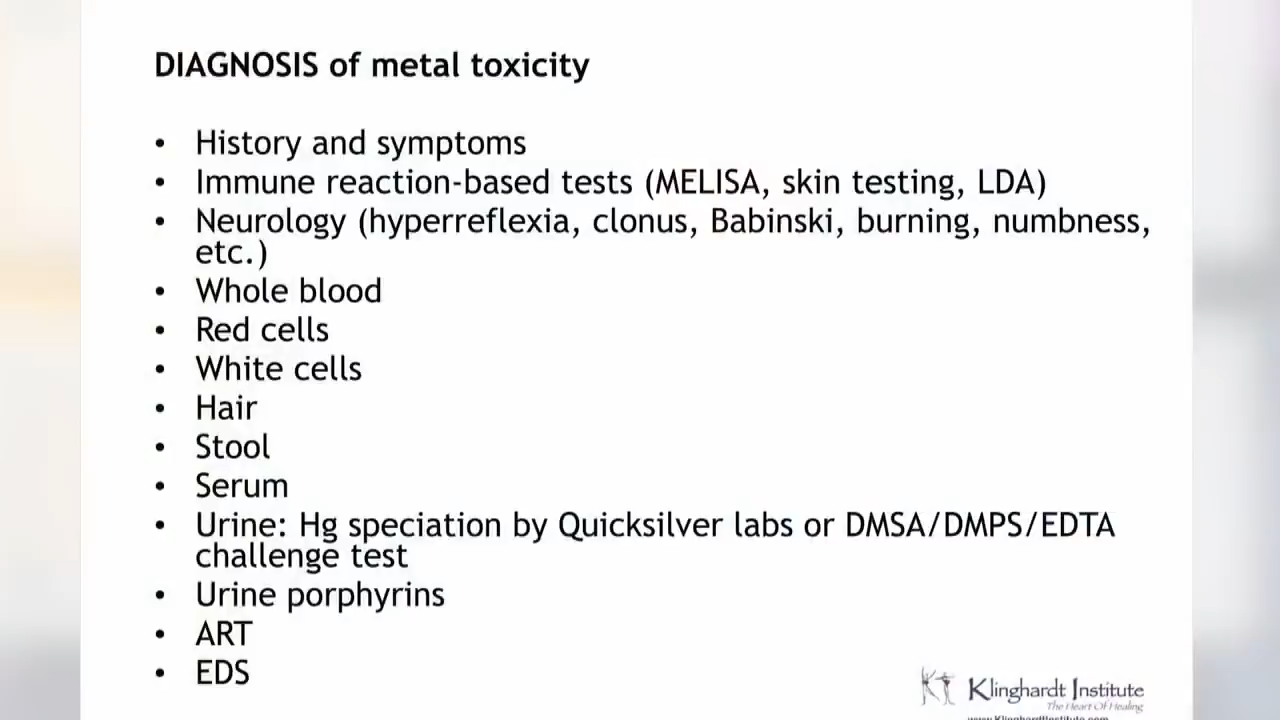 DIAGNOSIS of metal toxicity
• History and symptoms
• Immune reaction-based tests (MELISA, skin testing, LDA)
• Neurology (hyperreflexia, clonus, Babinski, burning, numbness,
etc.)
• Whole blood
• Red cells
• White cells
• Hair
• Stool
• Serum
• Urine: Hg speciation by Quicksilver labs or DMSA/DMPS/EDTA
challenge test
• Urine porphyrins
• ART
• EDS
Klinghardt Institute
The Heart Of Healing
www.KlinghardtInstitute.com